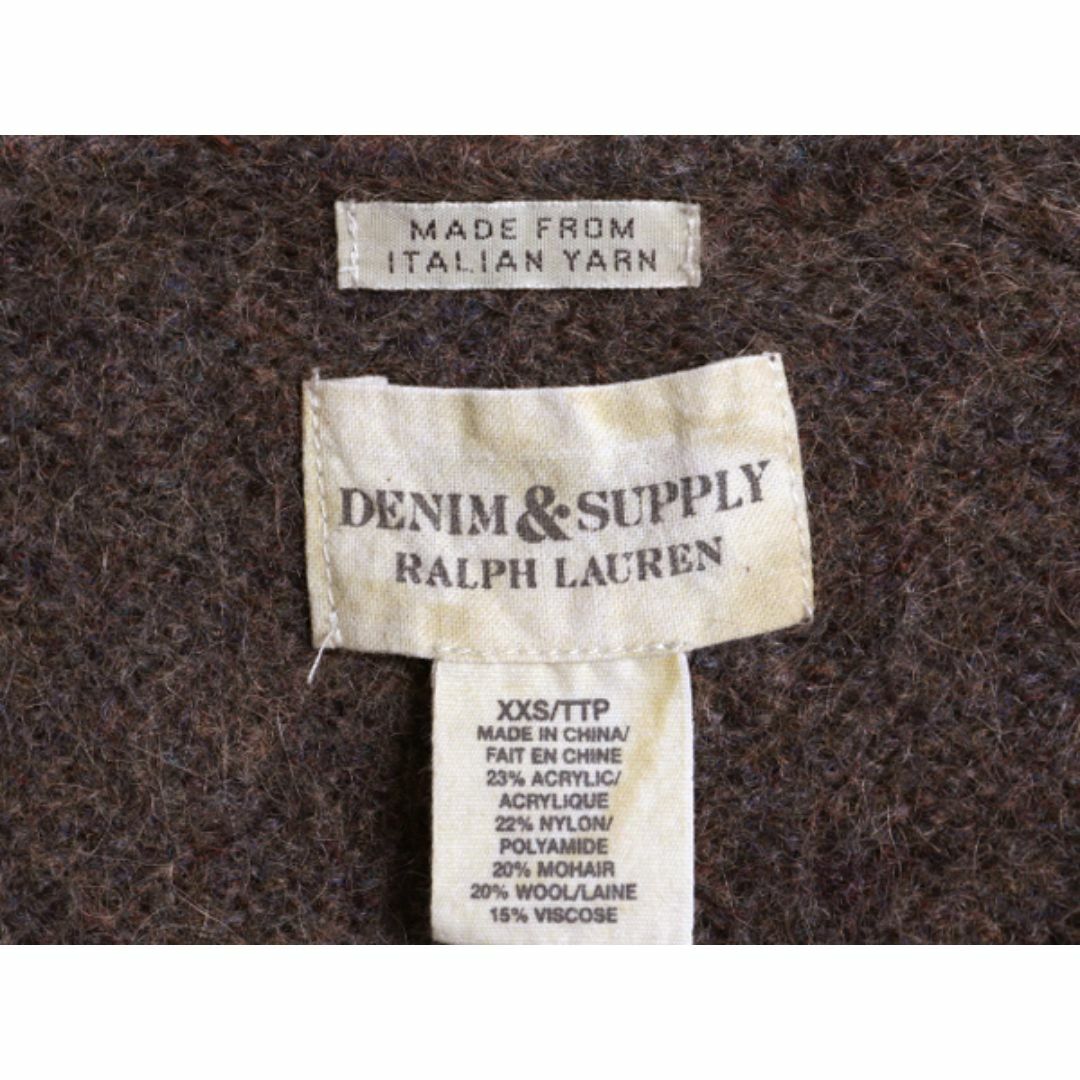 MADE FROM
ITALIAN YARN
DENIM & SUPPLY
RALPH LAUREN
XXS/TTP
MADE IN CHINA/
FAIT EN CHINE
23% ACRYLIC/
ACRYLIQUE
22% NYLON/
POLYAMIDE
20% MOHAIR
20% WOOL/LAINE
15% VISCOSE